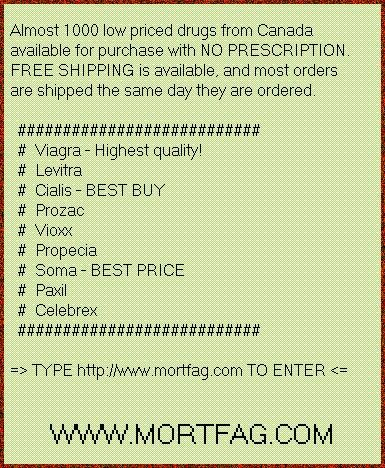 Almost 1000 low priced drugs from Canada
available for purchase with NO PRESCRIPTION.
FREE SHIPPING is available, and most orders
are shipped the same day they are ordered.
###########################
# Viagra - Highest quality!
# Levitra
# Cialis - BEST BUY
# Prozac
# Vioxx
# Propecia
# Soma - BEST PRICE
# Paxil
# Celebrex
###########################
=> TYPE http://www.mortfag.com TO ENTER <=
WWW.MORTFAG.COM